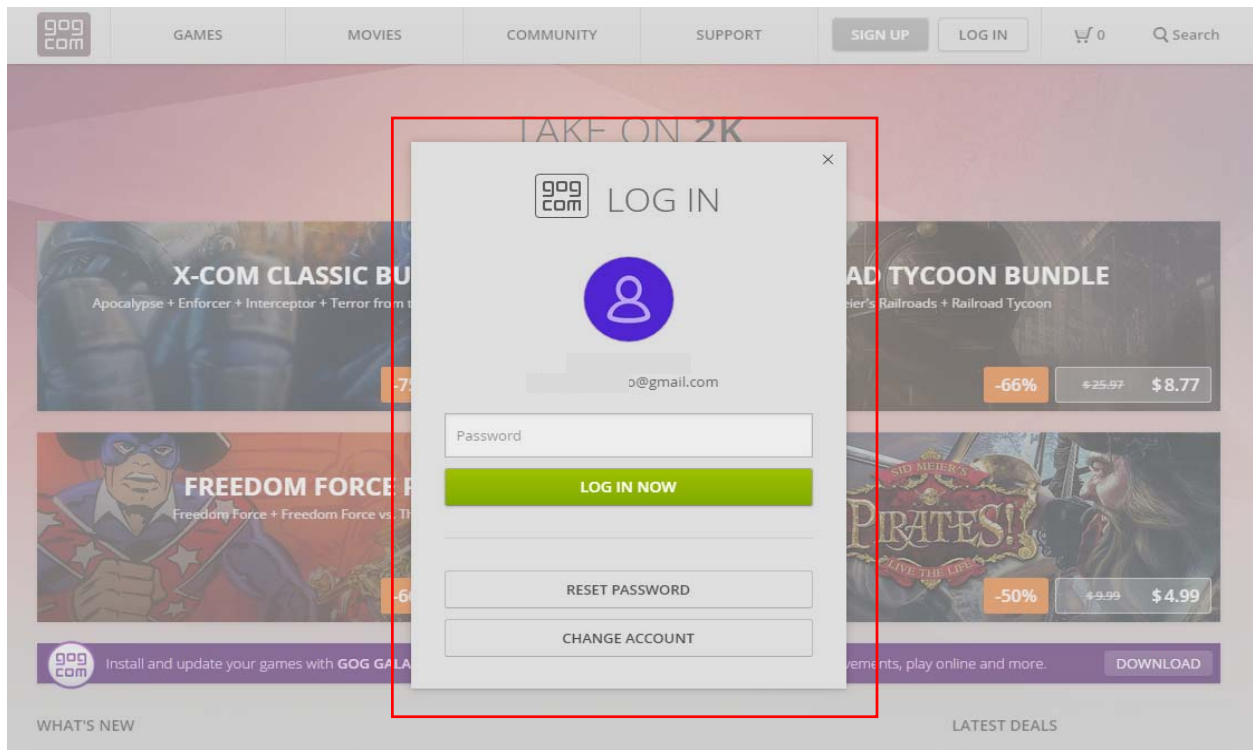 gog
com
GAMES
MOVIES
COMMUNITY
SUPPORT
SIGN UP
LOG IN
0
Search
TAKE ON 2K
gog
com
LOG IN
X-COM CLASSIC BU
Apocalypse + Enforcer + Interceptor + Terror from t
-7
AD TYCOON BUNDLE
eier's Railroads + Railroad Tycoon
-66%
$25.97
$8.77
o@gmail.com
Password
LOG IN NOW
FREEDOM FORCE
Freedom Force + Freedom Force vs. Th
-6
SID MEIER'S
PIRATES!
LIVE THE LIFE
-50%
$9.99
$4.99
RESET PASSWORD
CHANGE ACCOUNT
gog
com
Install and update your games with GOG GALA
vements, play online and more.
DOWNLOAD
WHAT'S NEW
LATEST DEALS